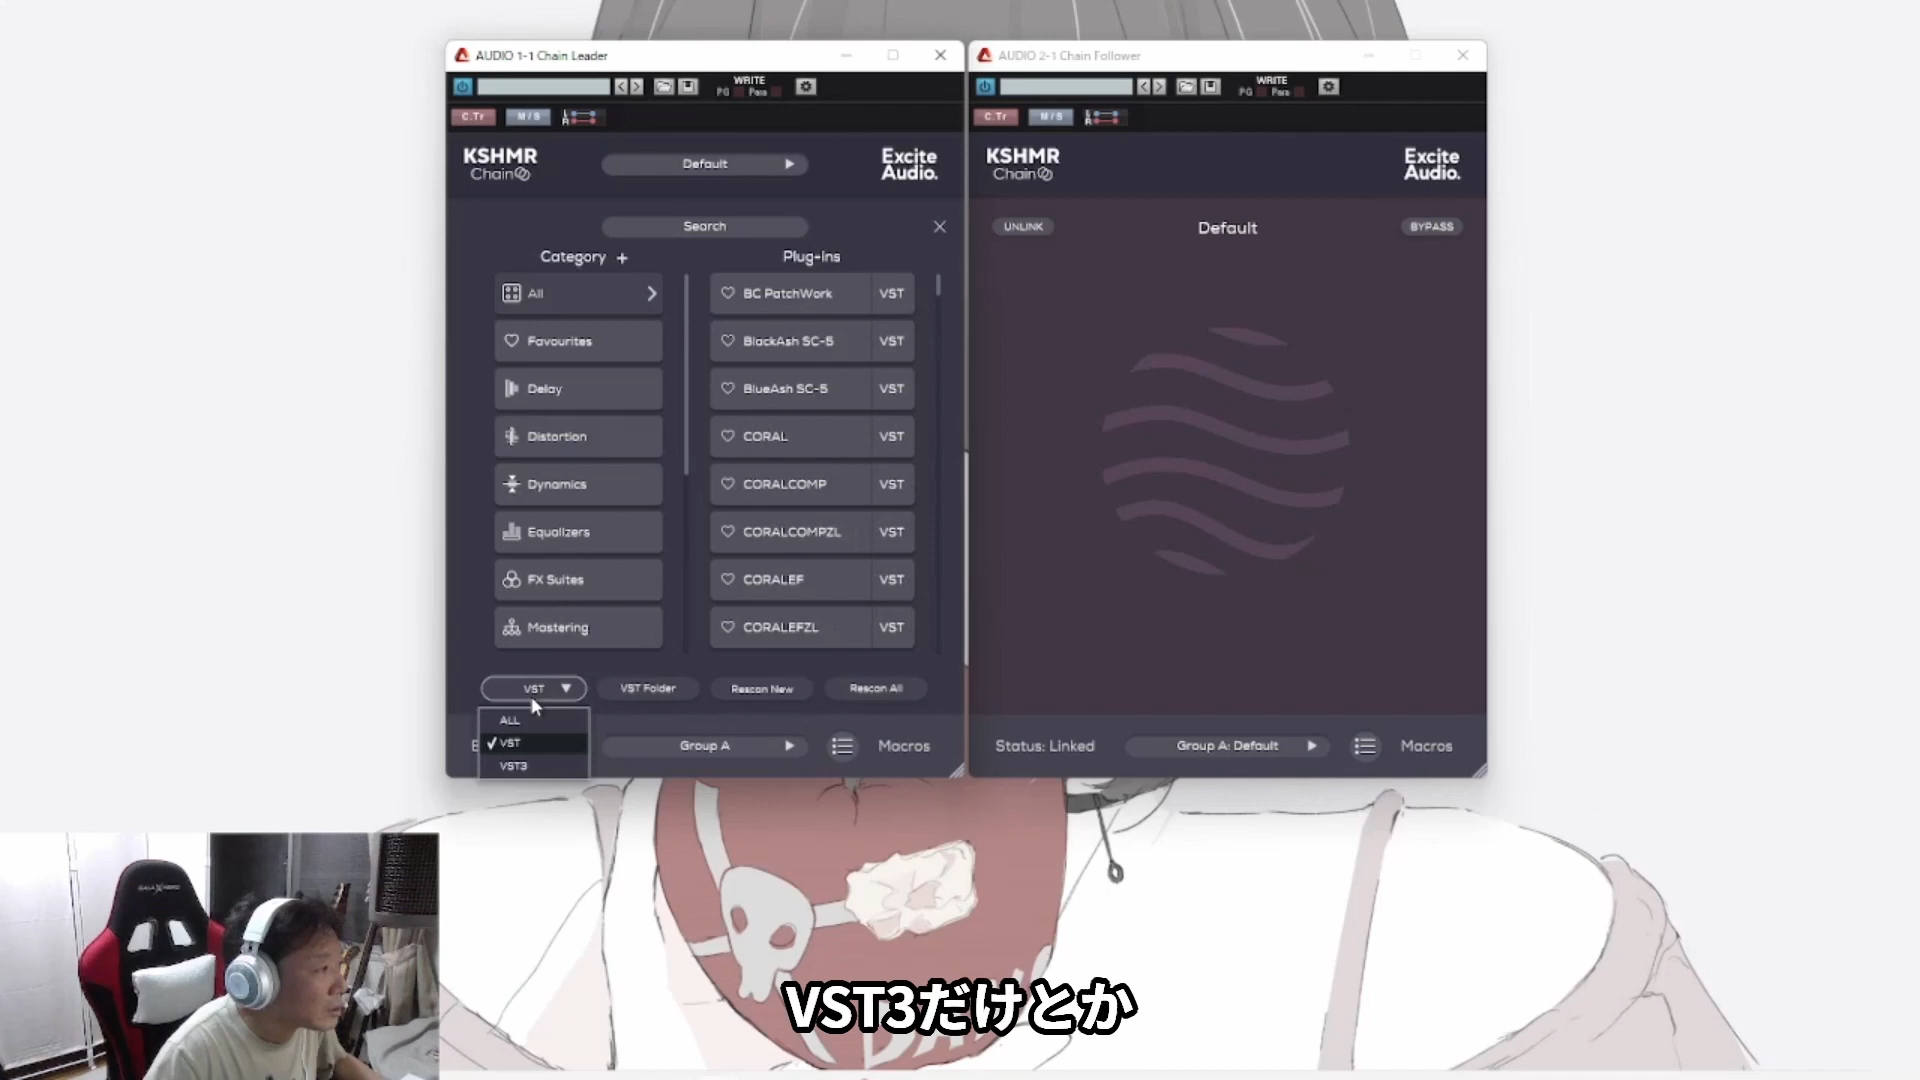 AUDIO 1-1 Chain Leader
WRITE
PG Para
C.Tr M/S L R
KSHMR
Chain
Default
Excite
Audio.
Search
Category +
Plug-ins
All
Favourites
Delay
Distortion
Dynamics
Equalizers
FX Suites
Mastering
BC PatchWork VST
BlackAsh SC-5 VST
BlueAsh SC-5 VST
CORAL VST
CORALCOMP VST
CORALCOMPZL VST
CORALEF VST
CORALEFZL VST
VST
VST Folder
Rescan New
Rescan All
ALL
VST
VST3
Group A
Macros
AUDIO 2-1 Chain Follower
WRITE
PG Para
C.Tr M/S L R
KSHMR
Chain
Excite
Audio.
UNLINK
Default
BYPASS
Status: Linked
Group A: Default
Macros
VST3だけとか